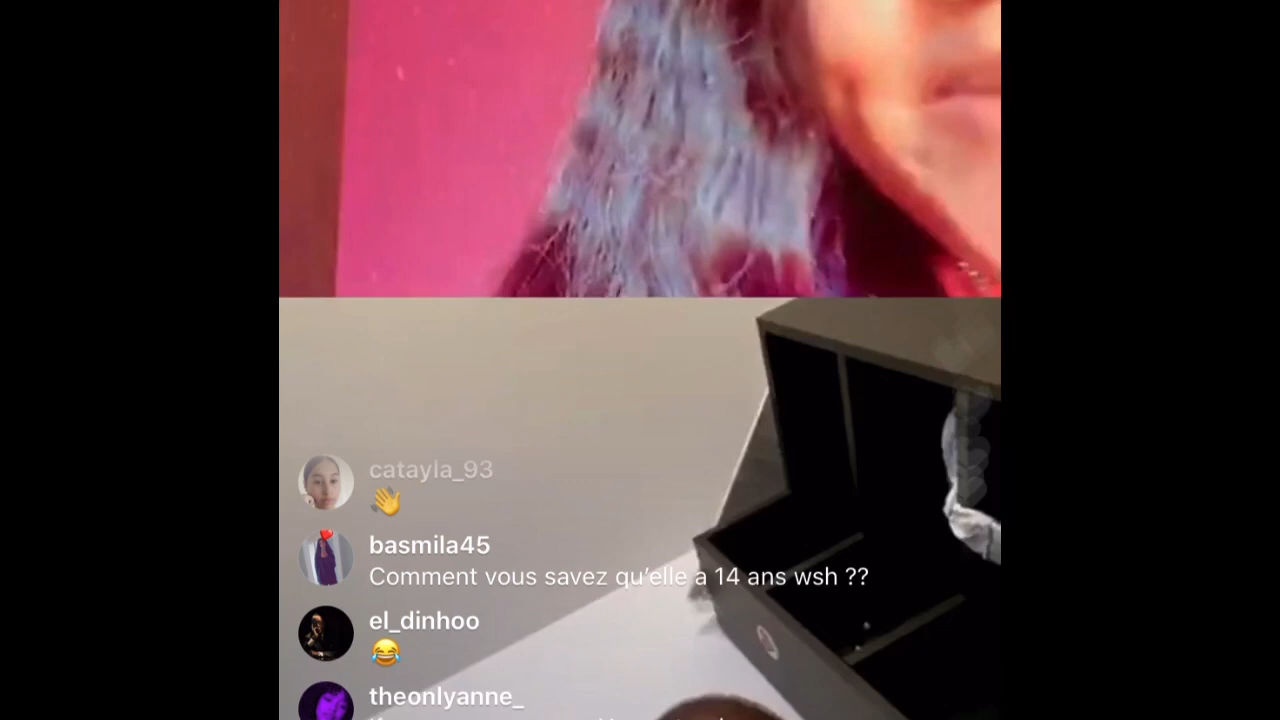 catayla_93
👋
basmila45
Comment vous savez qu'elle a 14 ans wsh ??
el_dinhoo
😂
theonlyanne_